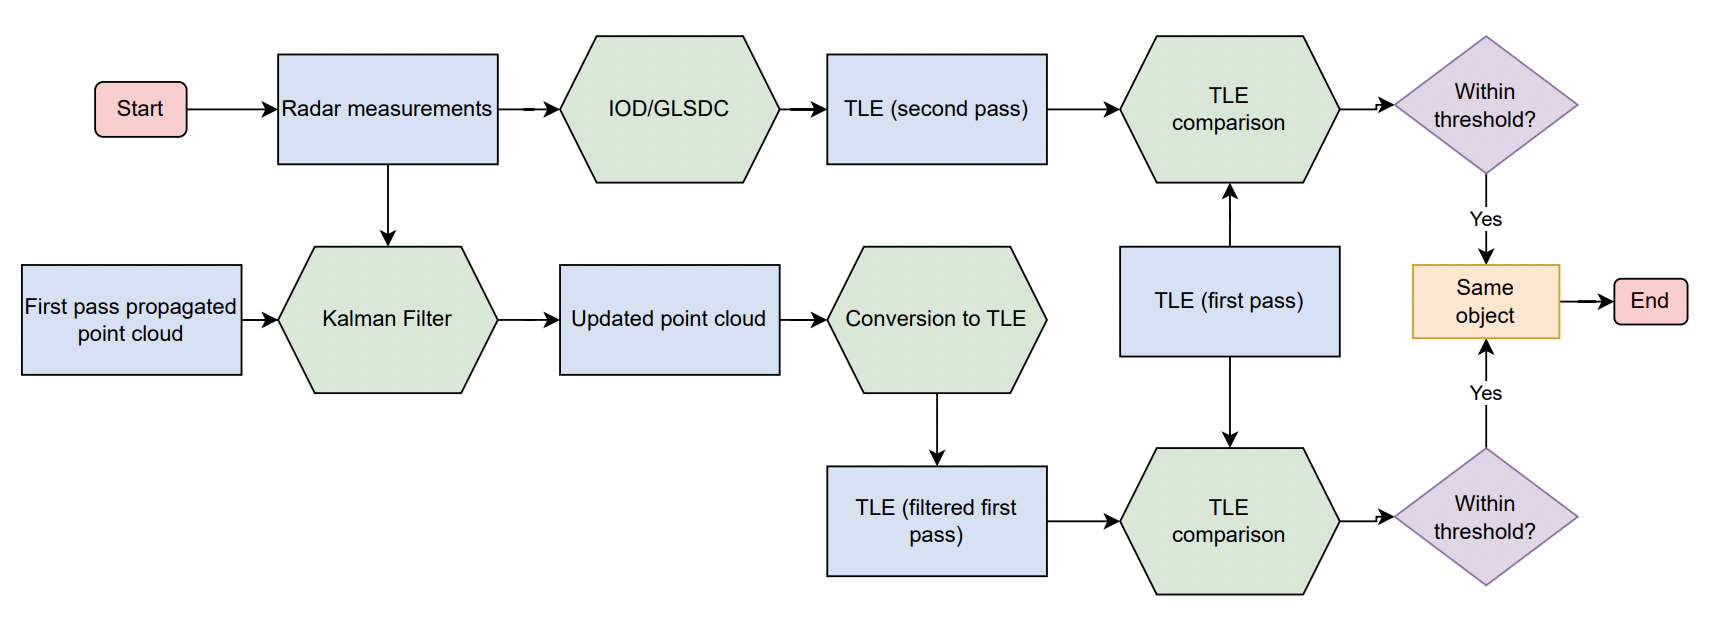 Start
Radar measurements
IOD/GLSDC
TLE (second pass)
TLE
comparison
Within
threshold?
Yes
First pass propagated
point cloud
Kalman Filter
Updated point cloud
Conversion to TLE
TLE (first pass)
Same
object
End
Yes
TLE (filtered first
pass)
TLE
comparison
Within
threshold?